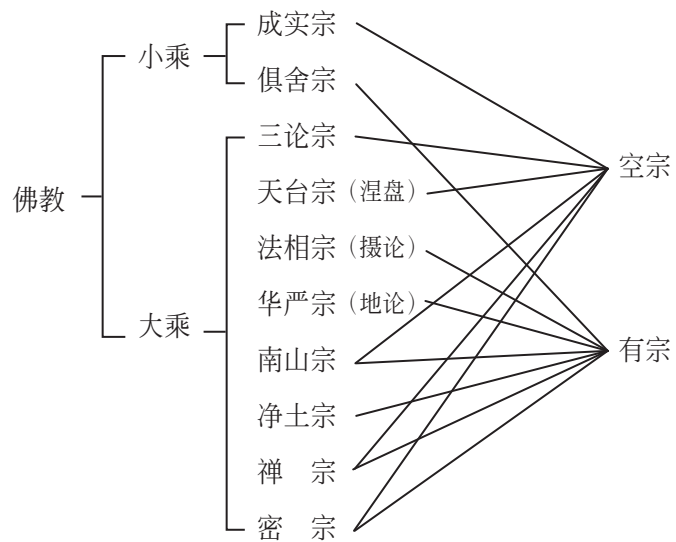 佛教
小乘
大乘
成实宗
俱舍宗
三论宗
天台宗（涅盘）
法相宗（摄论）
华严宗（地论）
南山宗
净土宗
禅　宗
密　宗
空宗
有宗